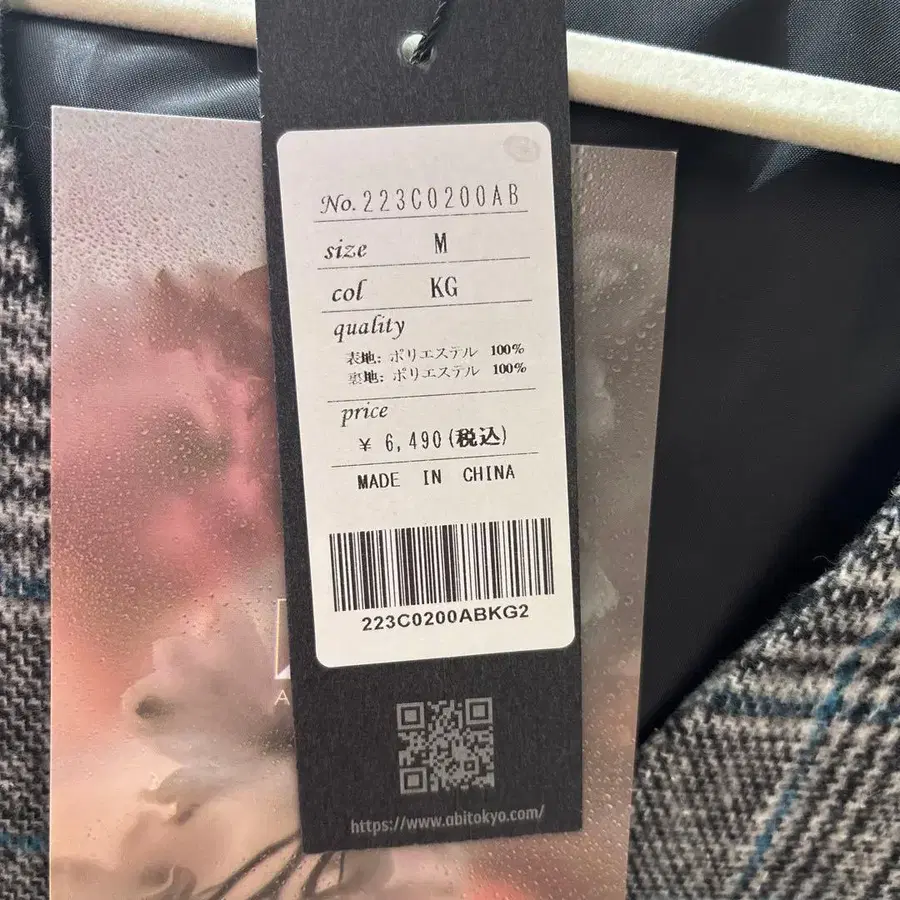 No. 223C0200AB
size M
col KG
quality
表地: ポリエステル 100%
裏地: ポリエステル 100%
price
¥ 6,490(税込)
MADE IN CHINA
223C0200ABKG2
A
https://www.abitokyo.com/